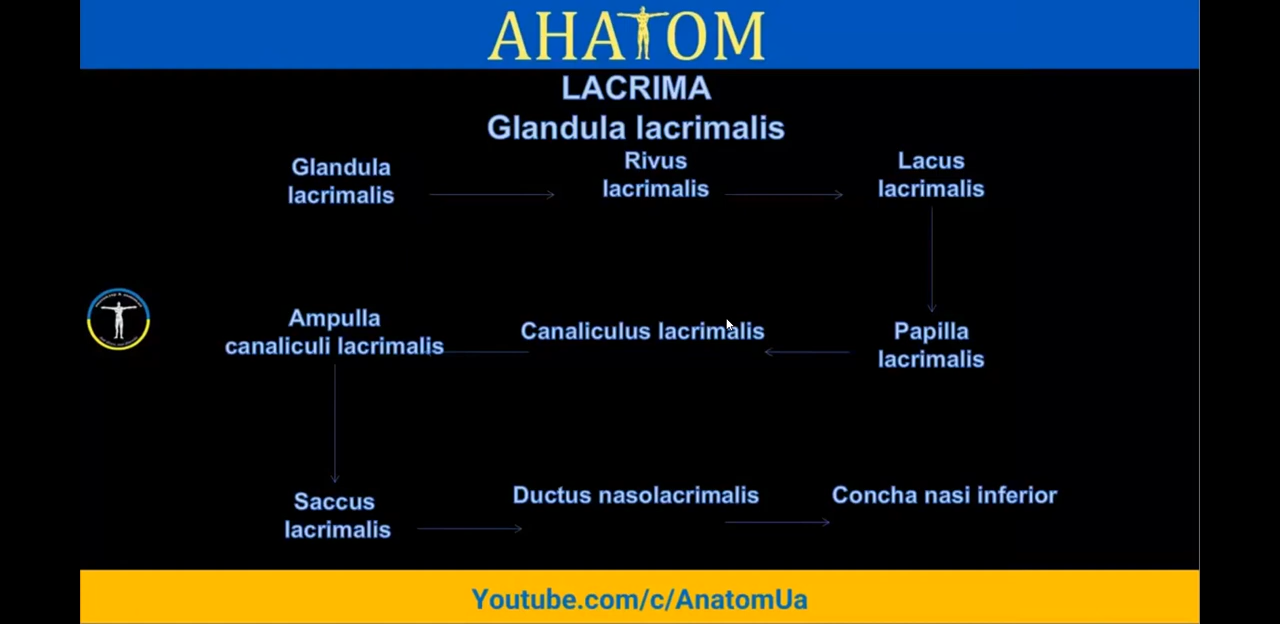 АНАТОМ
LACRIMA
Glandula lacrimalis
Glandula
lacrimalis
Rivus
lacrimalis
Lacus
lacrimalis
Ampulla
canaliculi lacrimalis
Canaliculus lacrimalis
Papilla
lacrimalis
Saccus
lacrimalis
Ductus nasolacrimalis
Concha nasi inferior
Youtube.com/c/AnatomUa